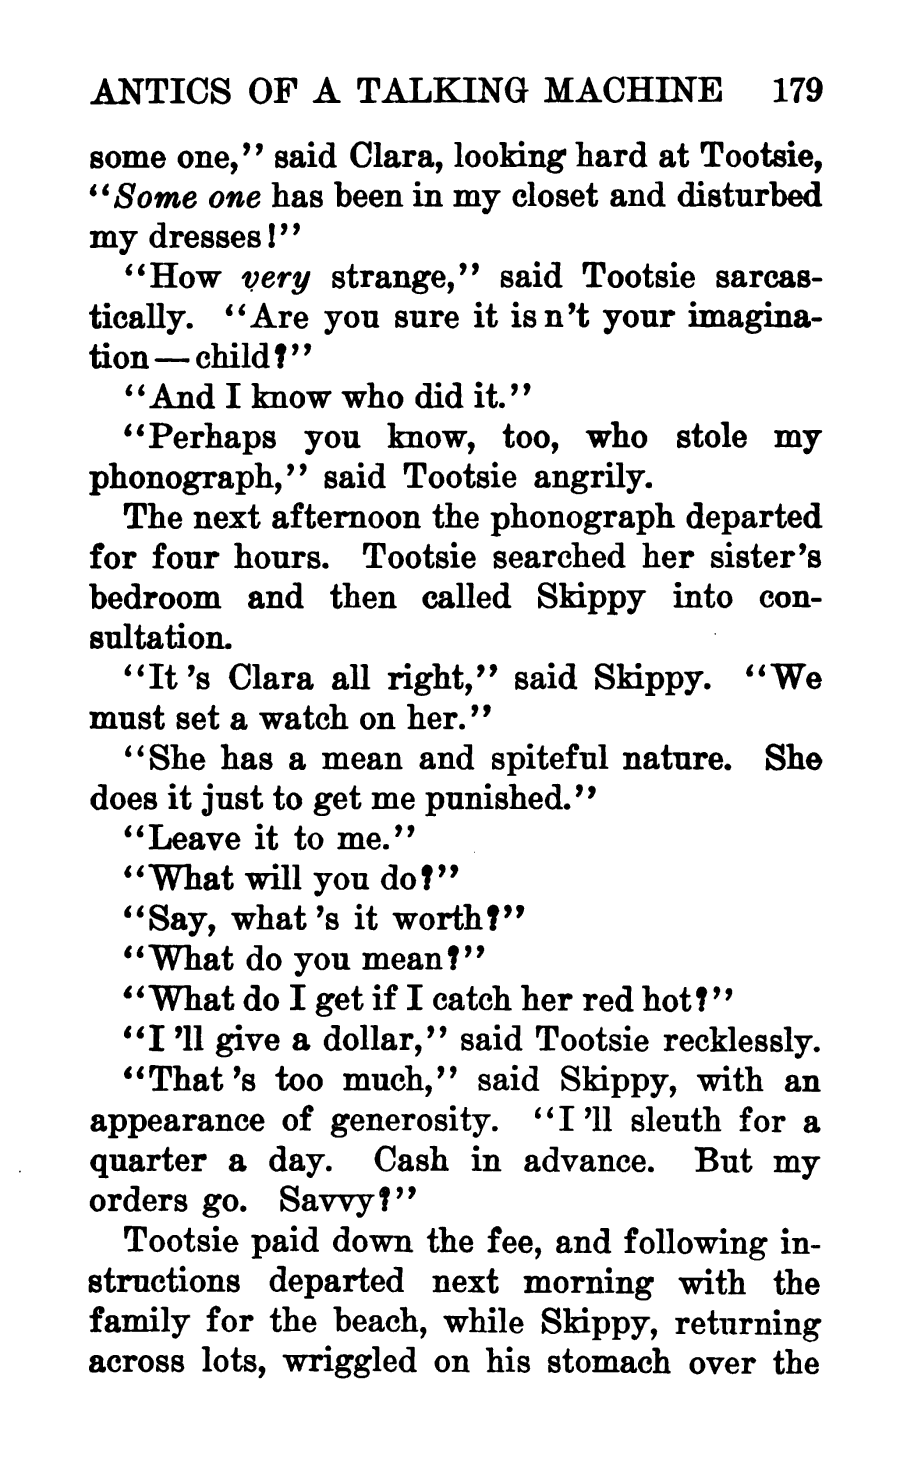 ANTICS OF A TALKING MACHINE 179
some one,'' said Clara, looking hard at Tootsie,
''Some one has been in my closet and disturbed
my dresses!''
''How very strange,'' said Tootsie sarcas-
tically. ''Are you sure it is n't your imagina-
tion — child?''
''And I know who did it.''
''Perhaps you know, too, who stole my
phonograph,'' said Tootsie angrily.
The next afternoon the phonograph departed
for four hours. Tootsie searched her sister's
bedroom and then called Skippy into con-
sultation.
''It 's Clara all right,'' said Skippy. ''We
must set a watch on her.''
''She has a mean and spiteful nature. She
does it just to get me punished.''
''Leave it to me.''
''What will you do?''
''Say, what 's it worth?''
''What do you mean?''
''What do I get if I catch her red hot?''
''I 'll give a dollar,'' said Tootsie recklessly.
''That 's too much,'' said Skippy, with an
appearance of generosity. ''I 'll sleuth for a
quarter a day. Cash in advance. But my
orders go. Savvy?''
Tootsie paid down the fee, and following in-
structions departed next morning with the
family for the beach, while Skippy, returning
across lots, wriggled on his stomach over the